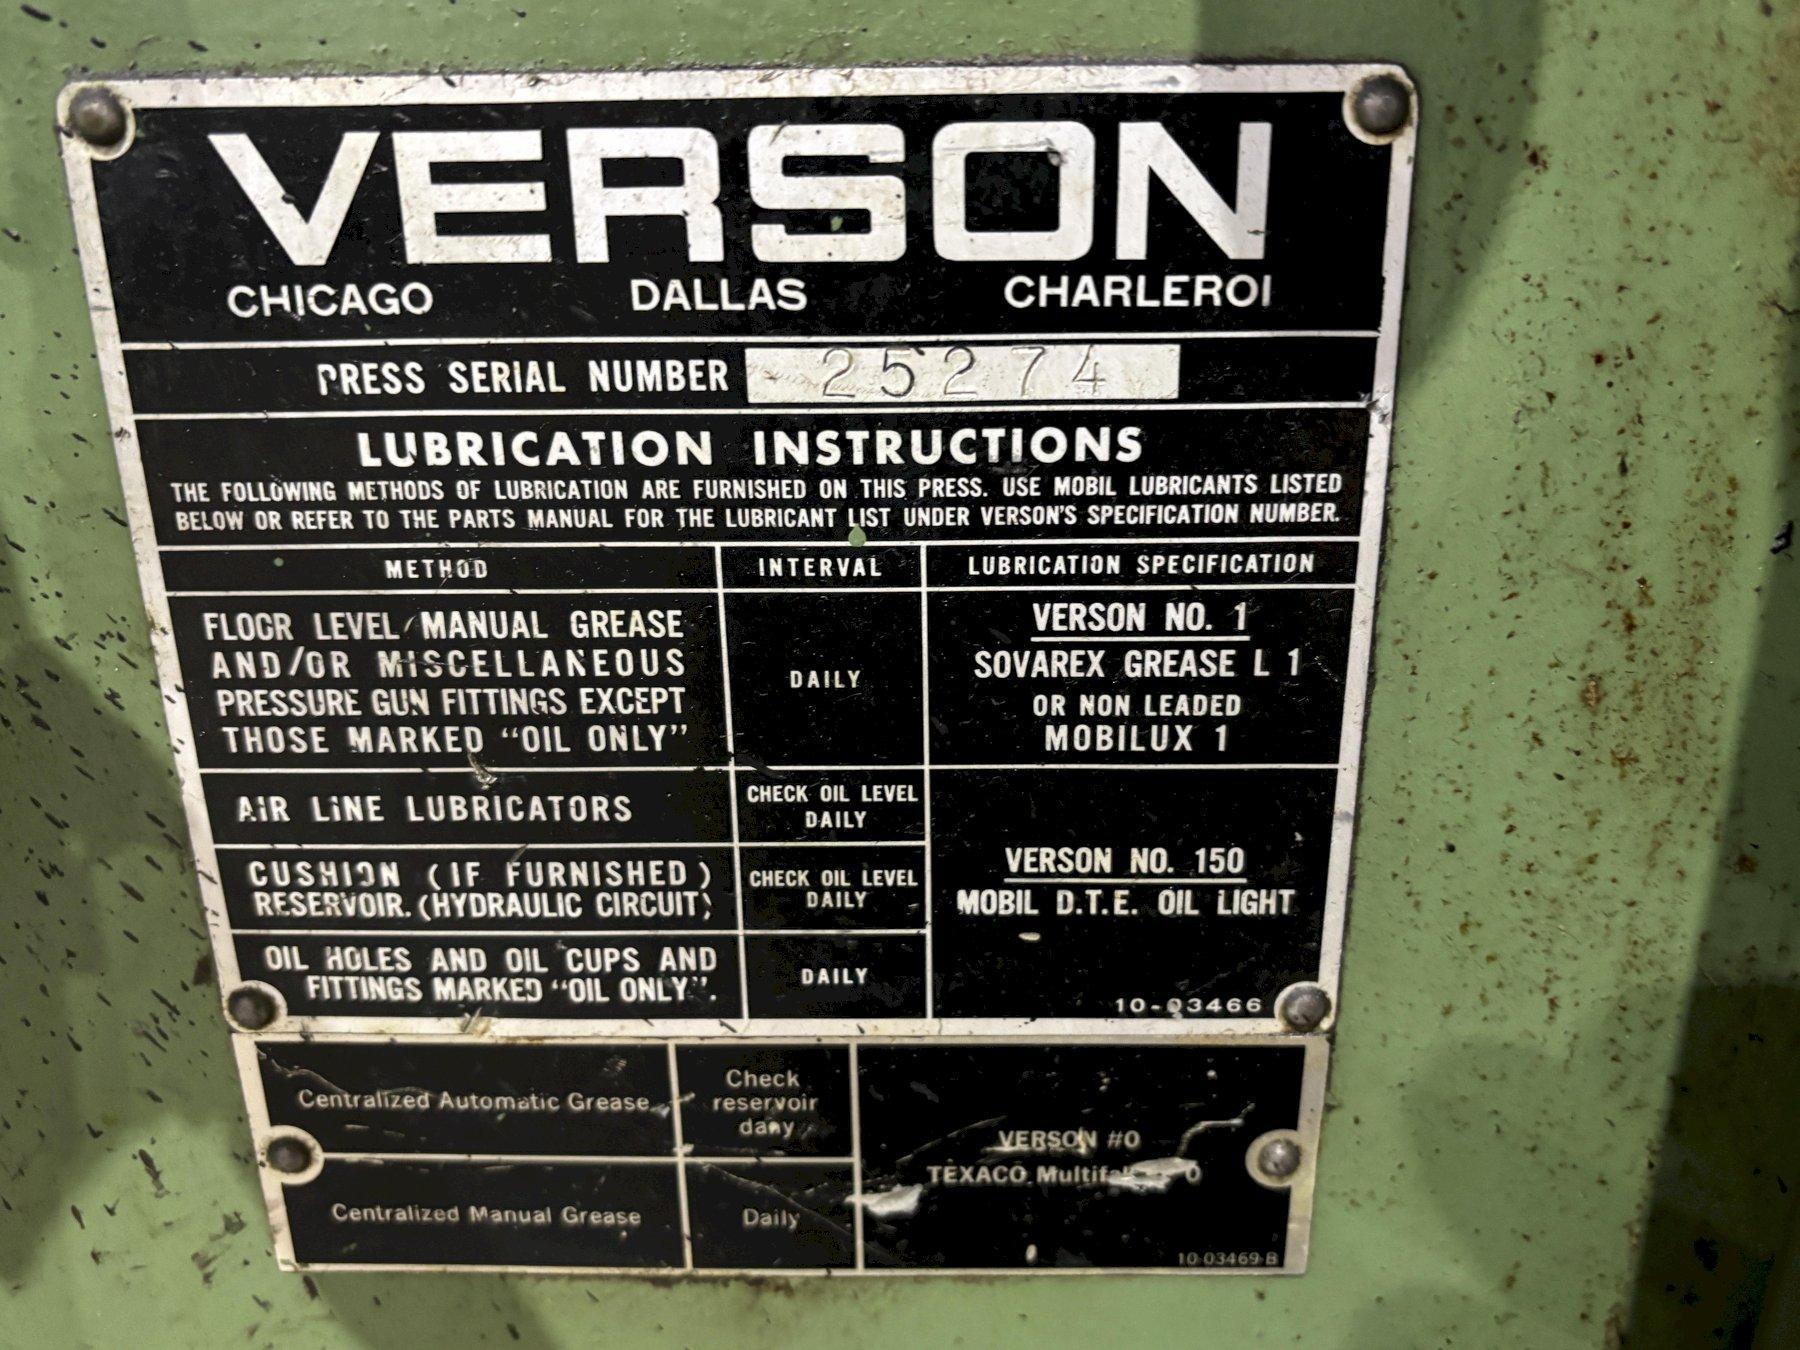 VERSON
CHICAGO DALLAS CHARLEROI
PRESS SERIAL NUMBER 25274
LUBRICATION INSTRUCTIONS
THE FOLLOWING METHODS OF LUBRICATION ARE FURNISHED ON THIS PRESS. USE MOBIL LUBRICANTS LISTED
BELOW OR REFER TO THE PARTS MANUAL FOR THE LUBRICANT LIST UNDER VERSON'S SPECIFICATION NUMBER.
METHOD INTERVAL LUBRICATION SPECIFICATION
FLOOR LEVEL MANUAL GREASE
AND/OR MISCELLANEOUS
PRESSURE GUN FITTINGS EXCEPT
THOSE MARKED "OIL ONLY"
DAILY
VERSON NO. 1
SOVAREX GREASE L 1
OR NON LEADED
MOBILUX 1
AIR LINE LUBRICATORS
CHECK OIL LEVEL
DAILY
CUSHION (IF FURNISHED)
RESERVOIR. (HYDRAULIC CIRCUIT)
CHECK OIL LEVEL
DAILY
OIL HOLES AND OIL CUPS AND
FITTINGS MARKED "OIL ONLY".
DAILY
VERSON NO. 150
MOBIL D.T.E. OIL LIGHT
10-03466
Centralized Automatic Grease
Check
reservoir
daily
Centralized Manual Grease
Daily
VERSON #0
TEXACO 0
10-03469-B